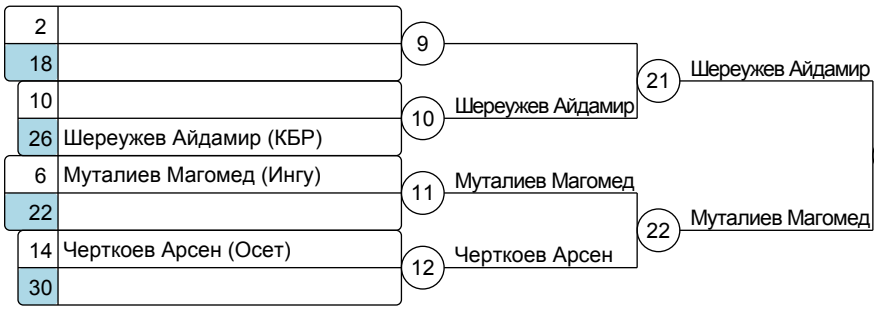 2
18
9
10
26 Шереужев Айдамир (КБР)
10 Шереужев Айдамир
21 Шереужев Айдамир
6 Муталиев Магомед (Ингу)
22
11 Муталиев Магомед
14 Черткоев Арсен (Осет)
30
12 Черткоев Арсен
22 Муталиев Магомед